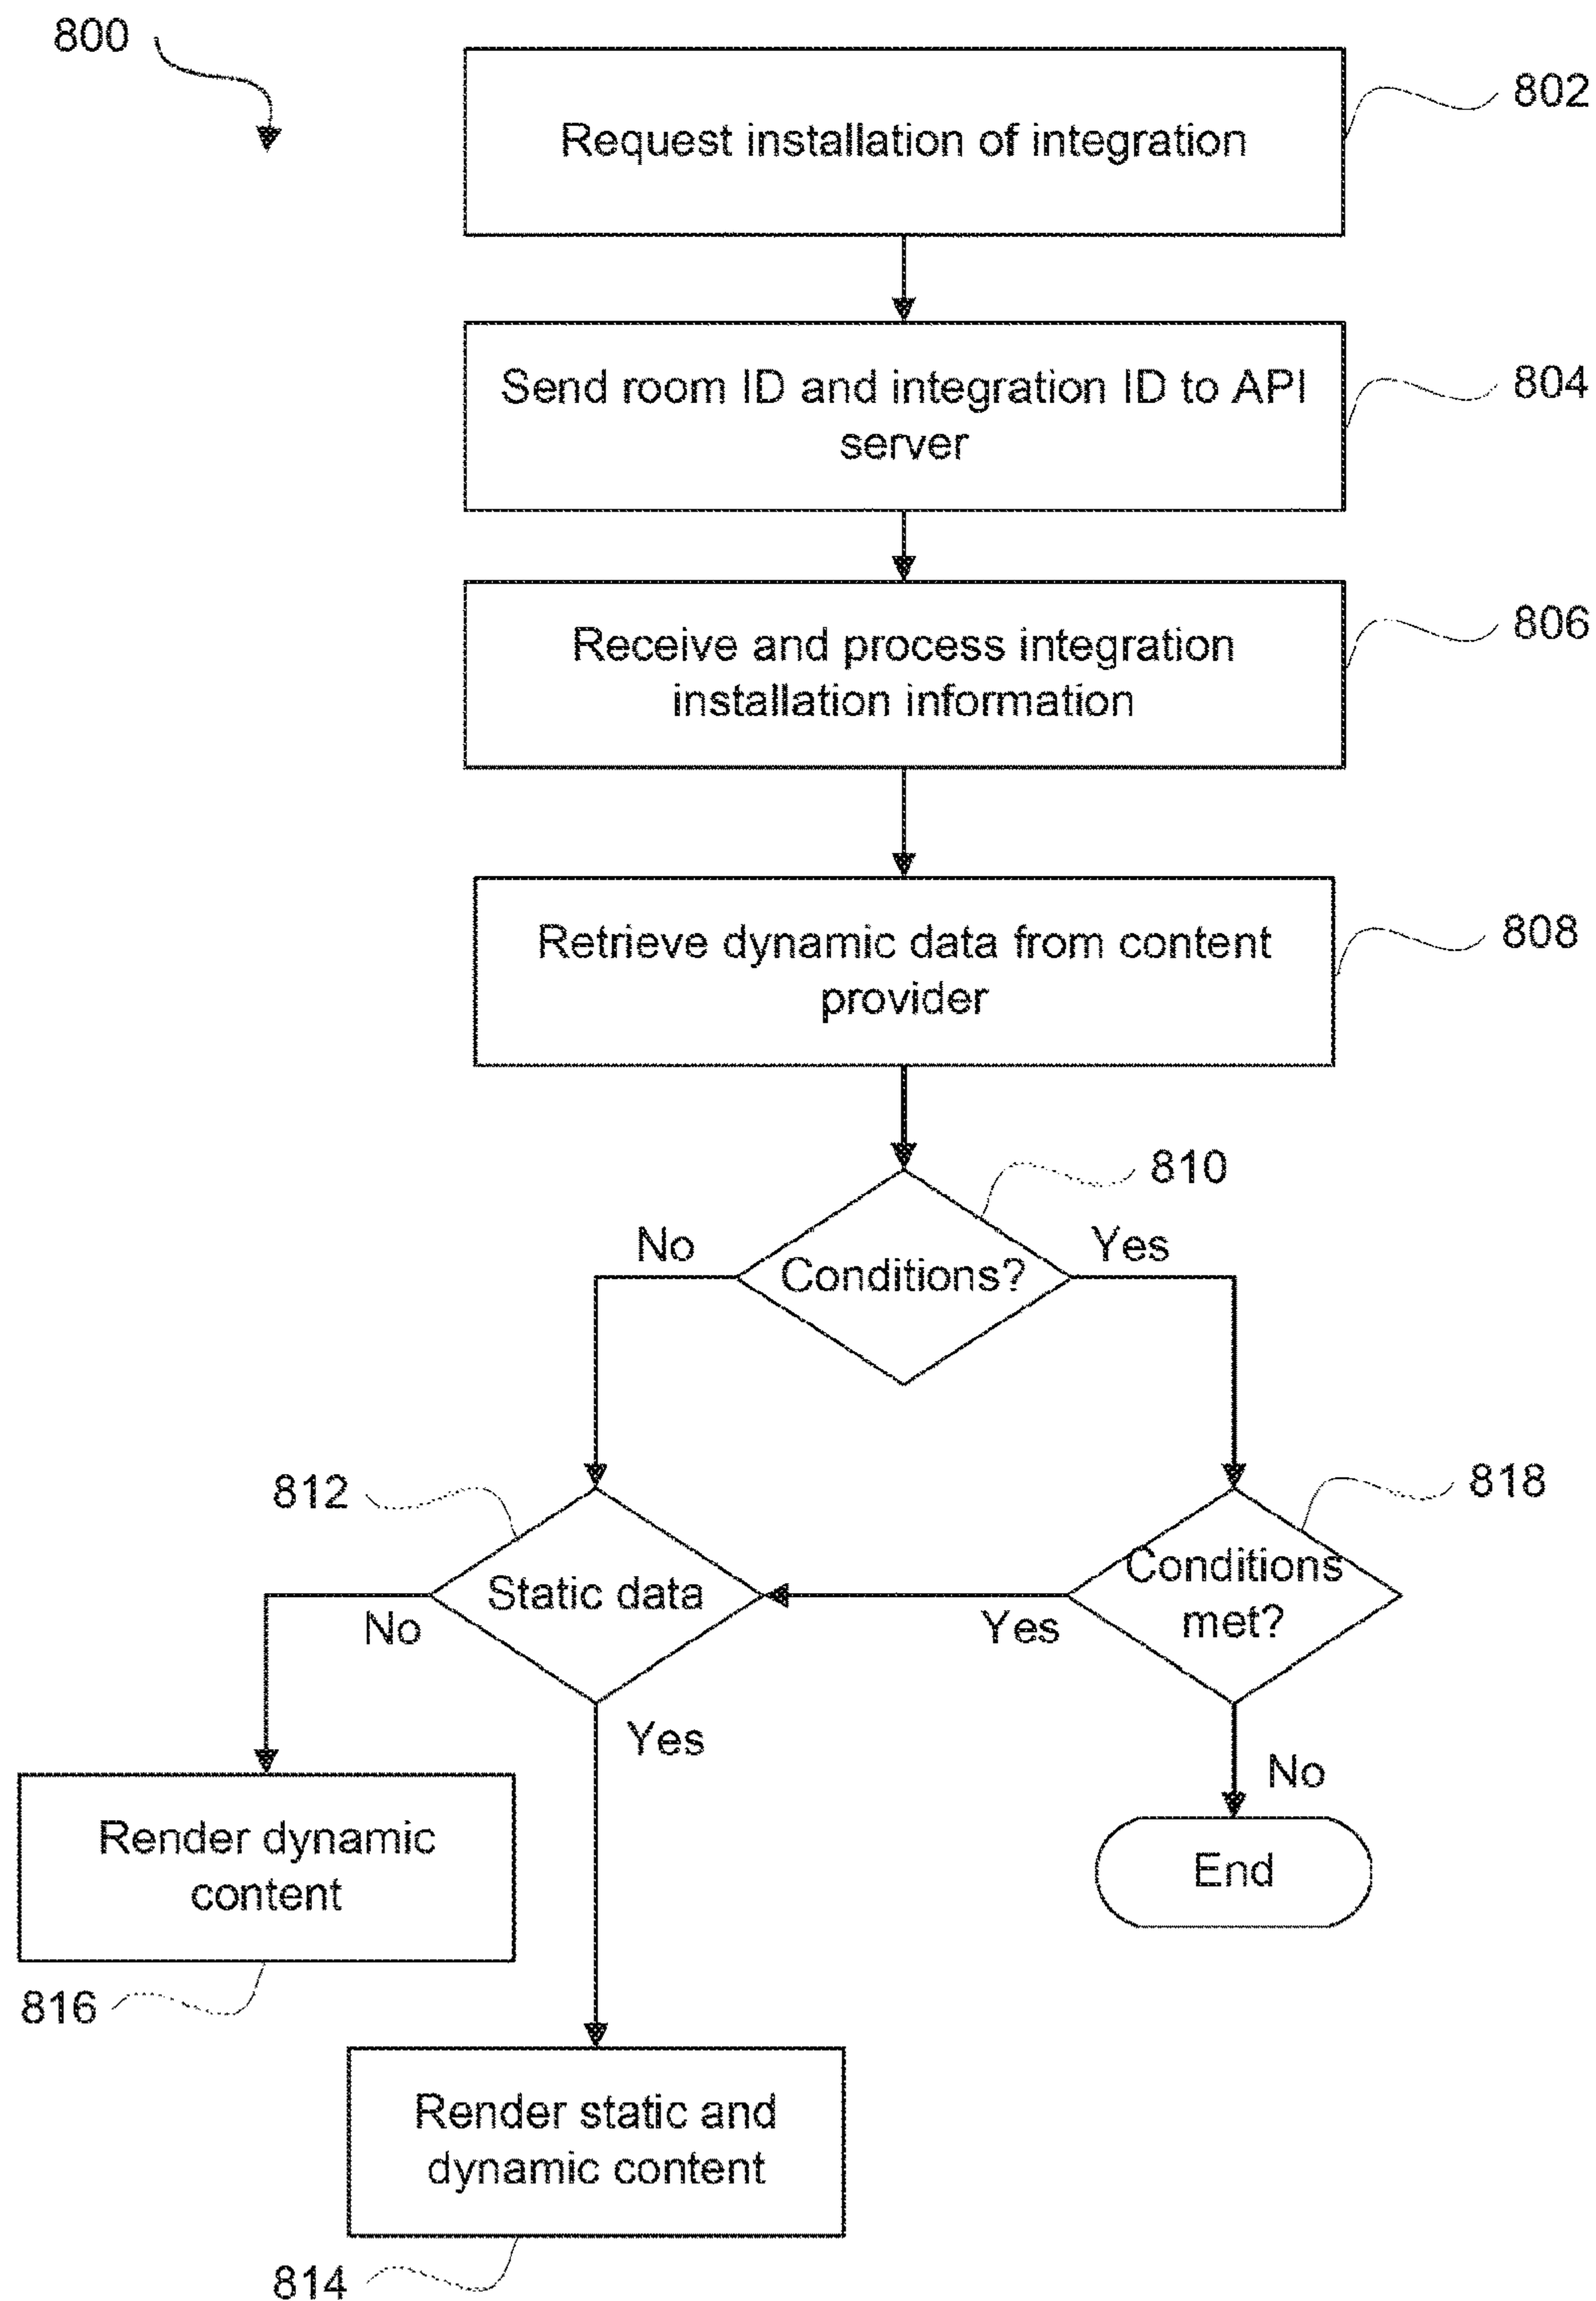 800
802
Request installation of integration
804
Send room ID and integration ID to API
server
806
Receive and process integration
installation information
808
Retrieve dynamic data from content
provider
810
No
Yes
Conditions?
812
818
Static data
Conditions
met?
No
Yes
Yes
No
Render dynamic
content
End
816
Render static and
dynamic content
814